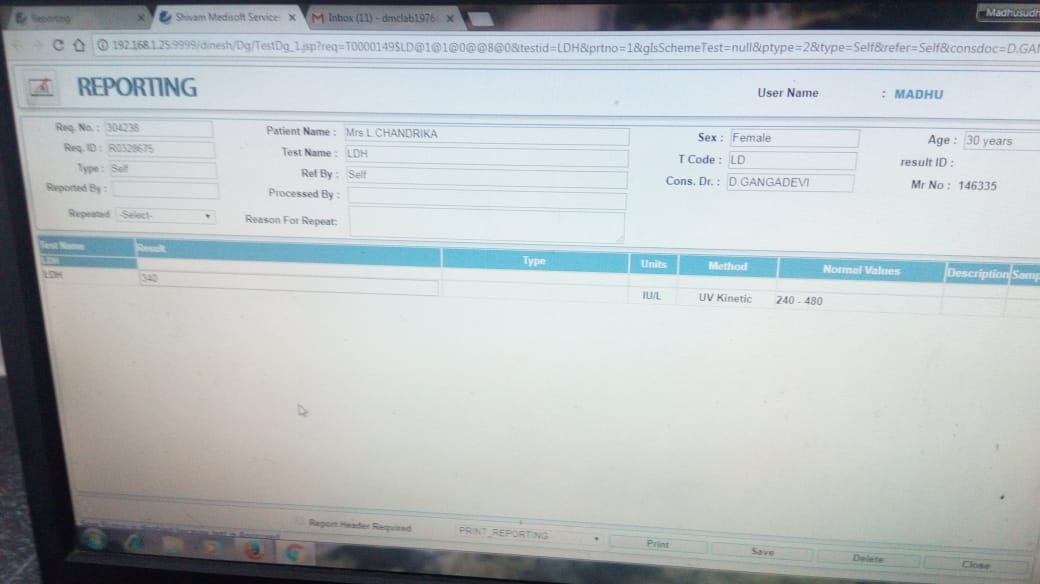 Reporting × Shivam Medisoft Services × Inbox (11) - dmclab1976 × Madhusudh
192.168.1.25:9999/dinesh/Dg/TestDg_1.jsp?req=T0000149$LD@1@1@0@@8@0&testid=LDH&prtno=1&glsSchemeTest=null&ptype=2&type=Self&refer=Self&consdoc=D.GA
REPORTING User Name : MADHU
Req. No. : 304238 Patient Name : Mrs.L.CHANDRIKA Sex : Female Age : 30 years
Req. ID : R0328675 Test Name : LDH T Code : LD result ID :
Type : Self Ref By : Self Cons. Dr. : D.GANGADEVI Mr No : 146335
Reported By : Processed By :
Repeated -Select- Reason For Repeat:
Test Name Result Type Units Method Normal Values Description Samp
LDH
LDH 340 IU/L UV Kinetic 240 - 480
Report Header Required PRINT_REPORTING Print Save Delete Close